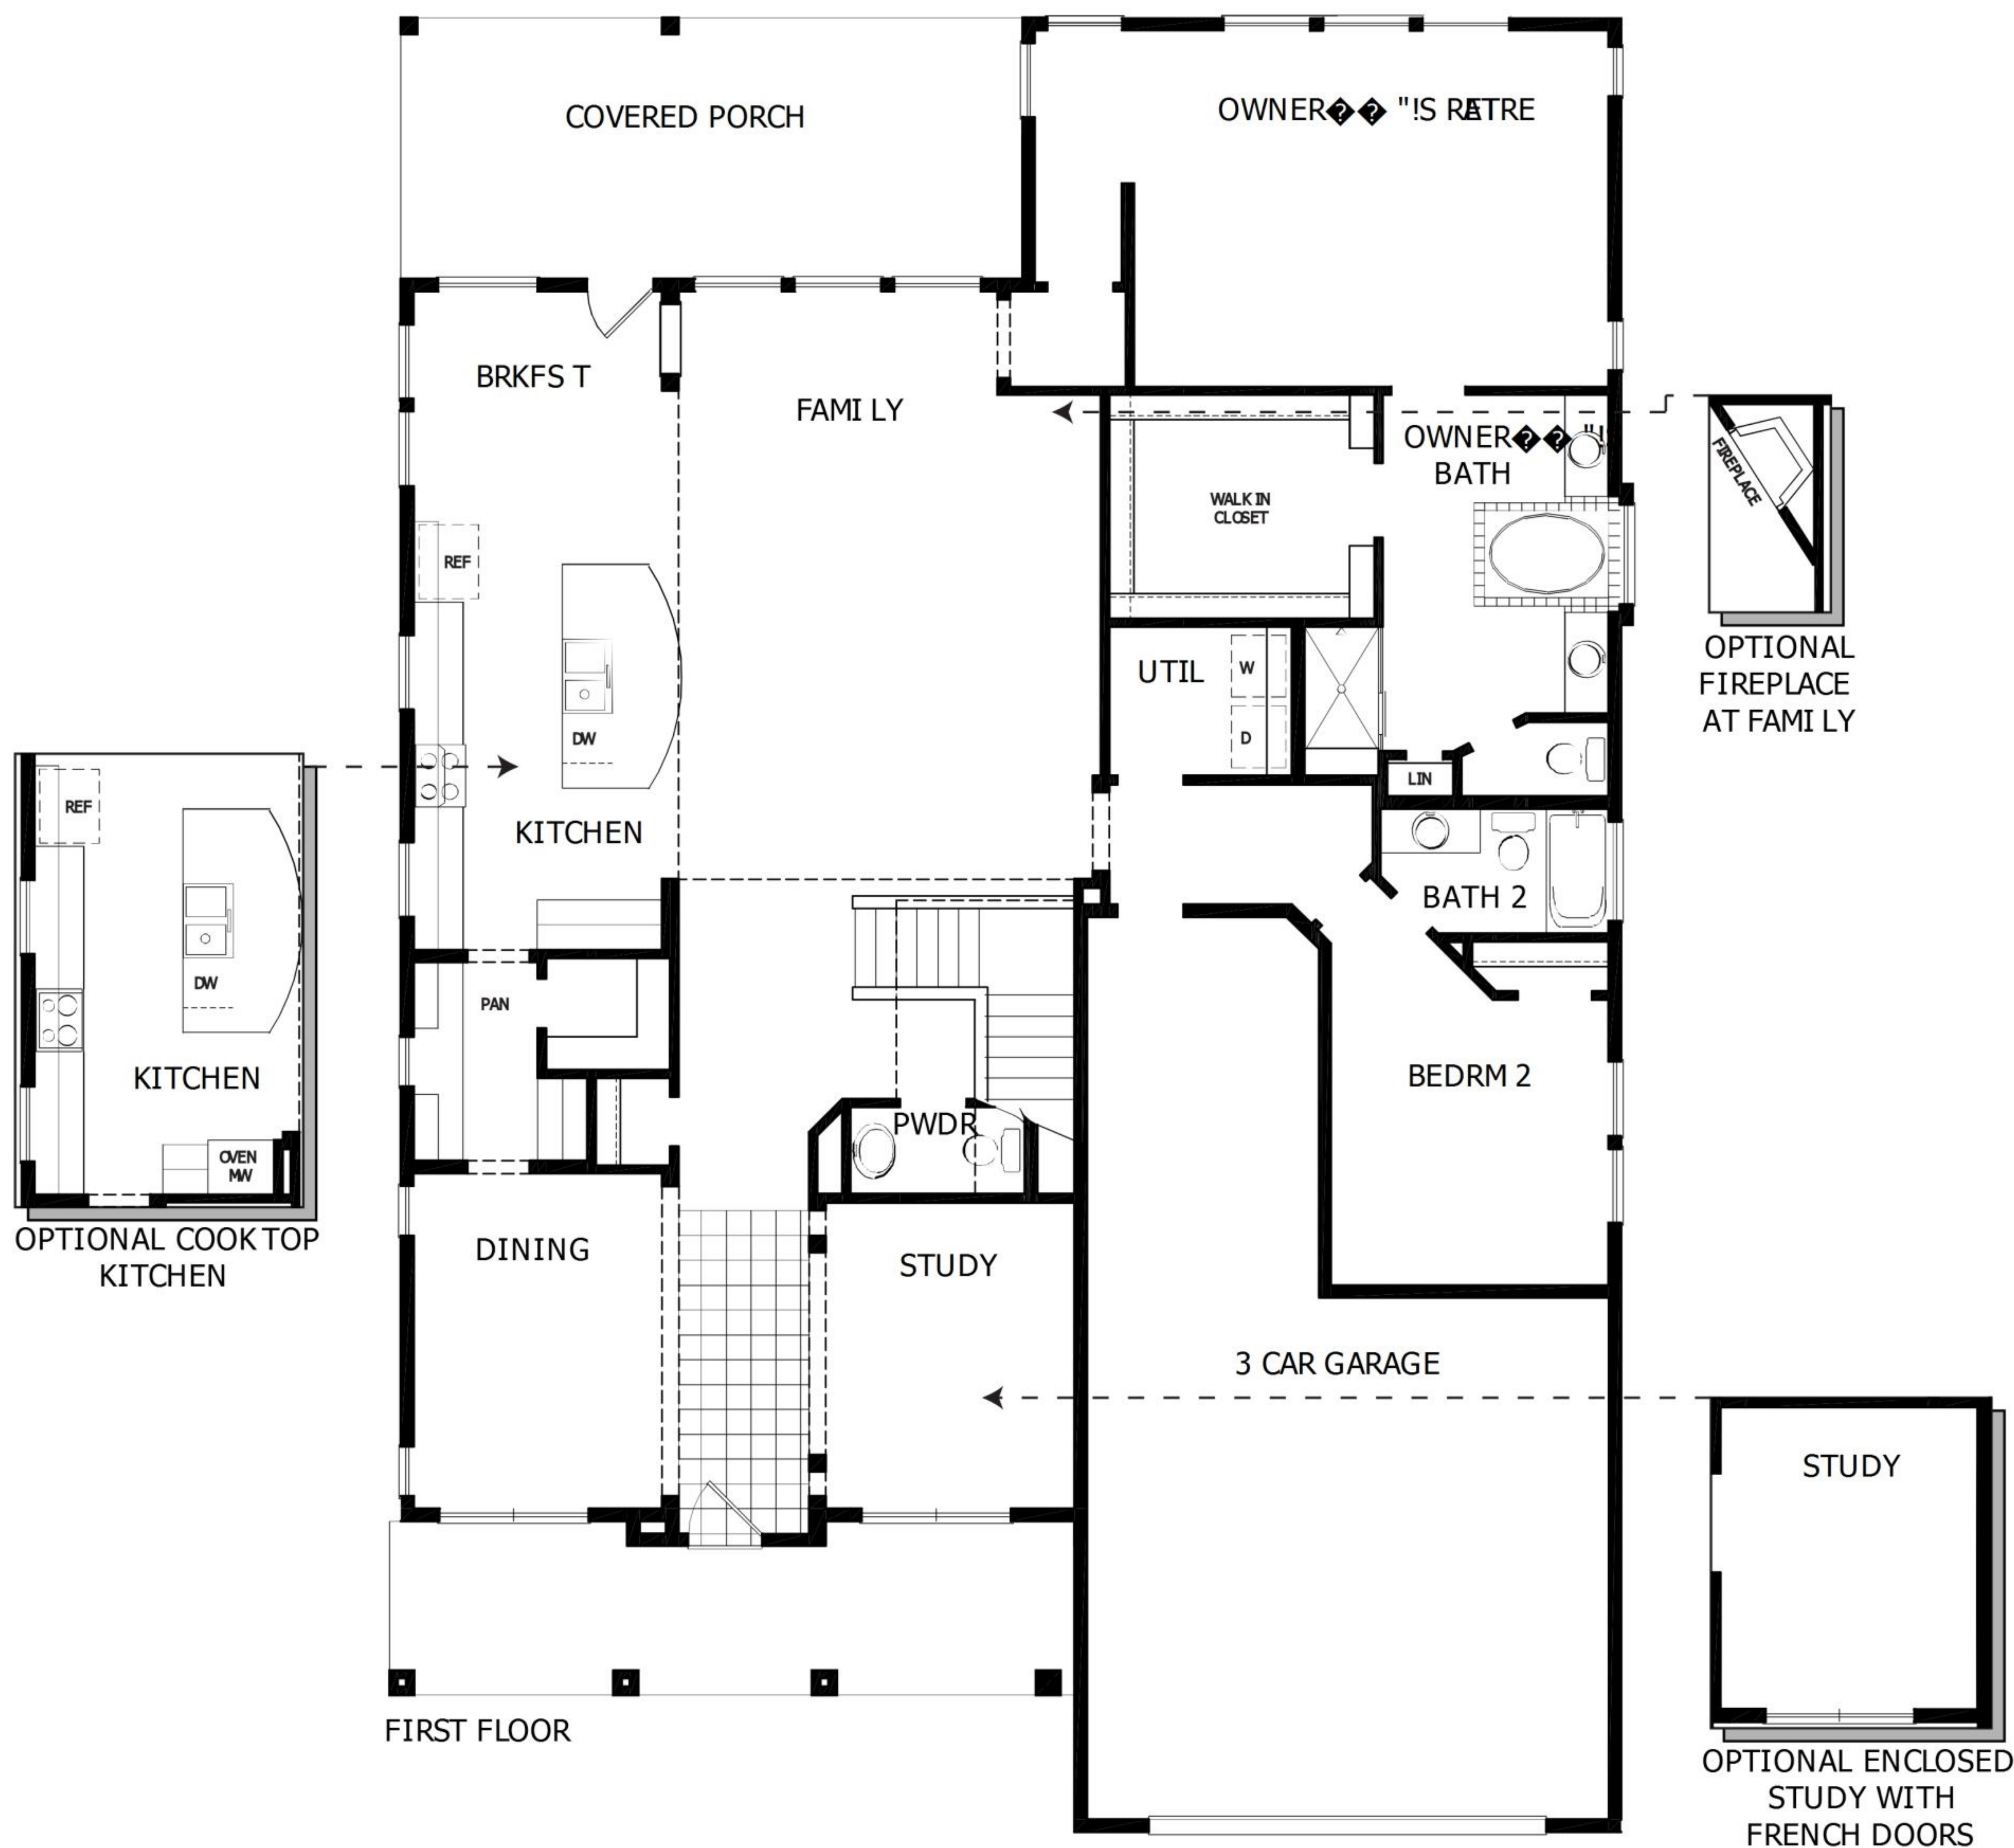 COVERED PORCH
OWNER�� "!S RETREAT
BRKFS T
FAMI LY
OWNER�� "!
BATH
WALK IN
CLOSET
FIREPLACE
REF
OPTIONAL
FIREPLACE
AT FAMI LY
UTIL
W
D
DW
LIN
KITCHEN
BATH 2
REF
DW
KITCHEN
OVEN
MW
OPTIONAL COOK TOP
KITCHEN
PAN
BEDRM 2
PWDR
DINING
STUDY
3 CAR GARAGE
STUDY
OPTIONAL ENCLOSED
STUDY WITH
FRENCH DOORS
FIRST FLOOR